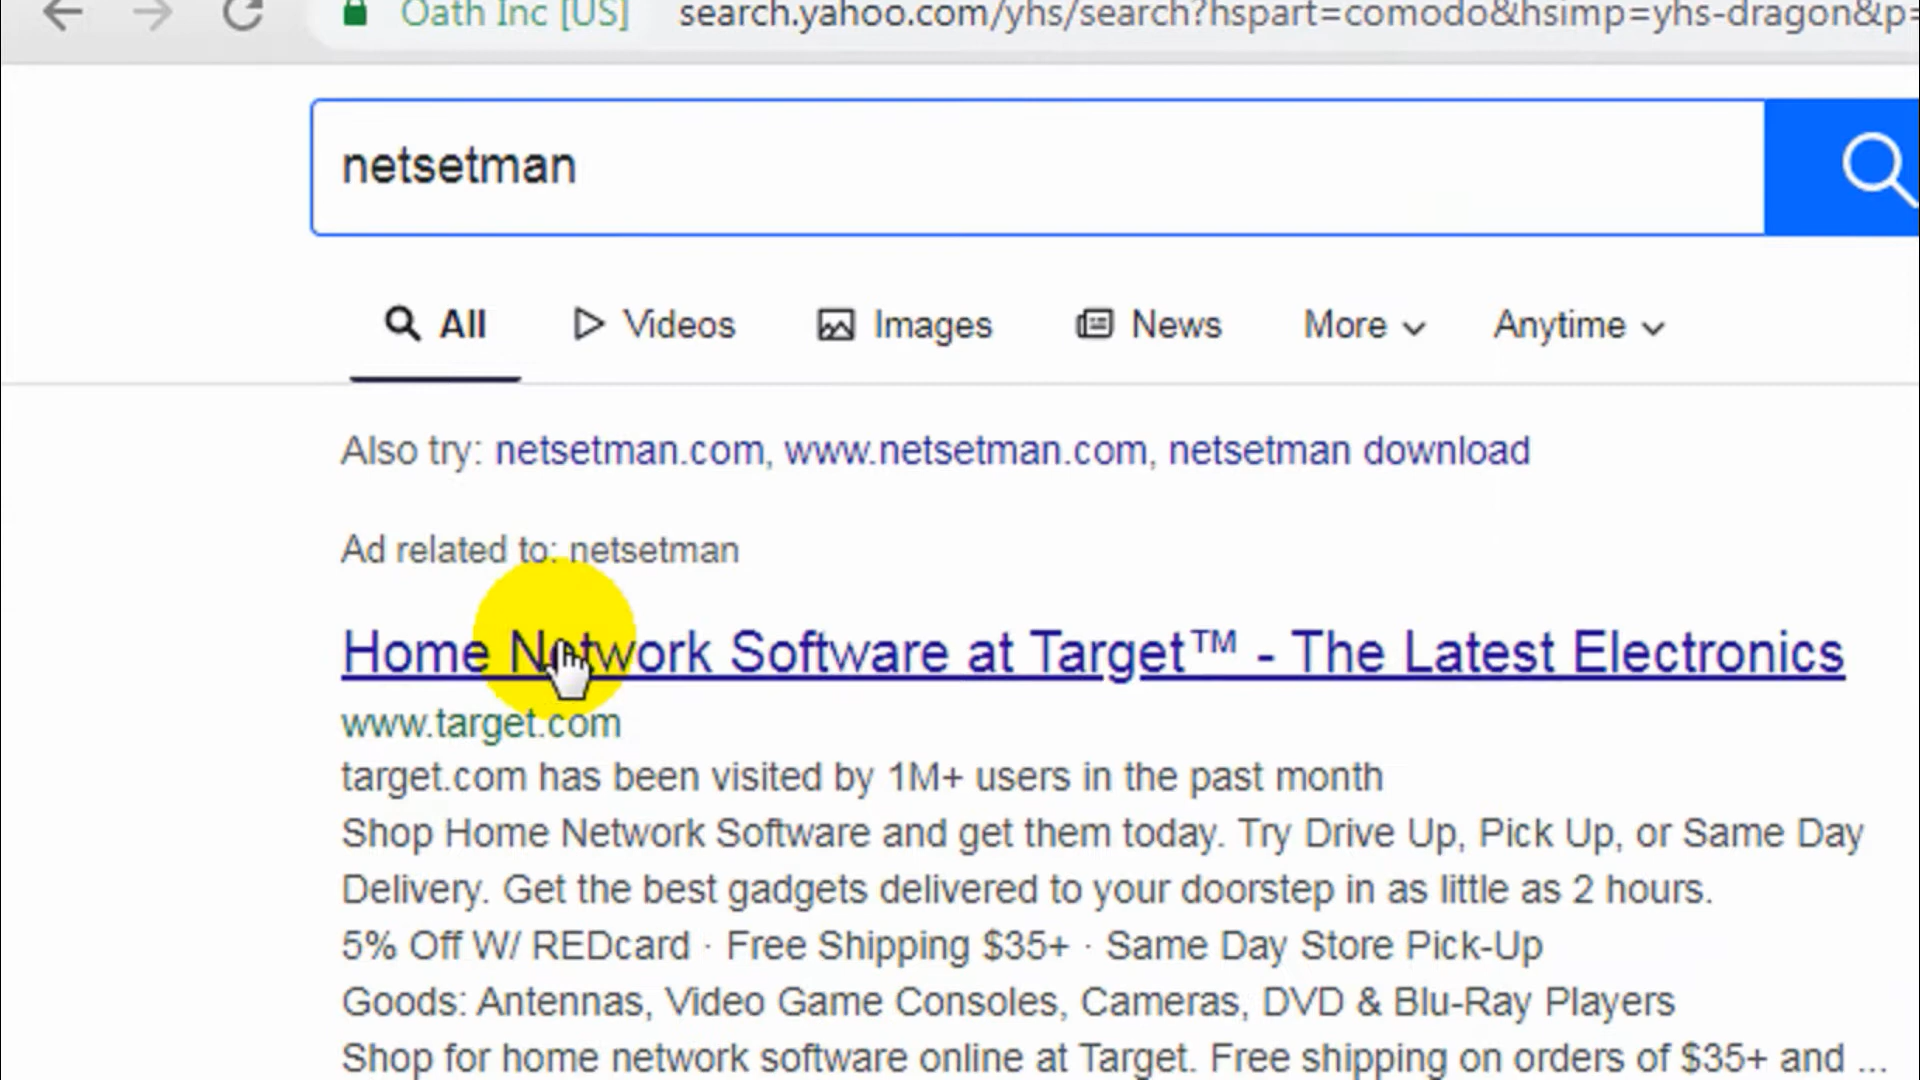 Oath Inc [US] search.yahoo.com/yhs/search?hspart=comodo&hsimp=yhs-dragon&p=
netsetman
All Videos Images News More Anytime
Also try: netsetman.com, www.netsetman.com, netsetman download
Ad related to: netsetman
Home Network Software at Target™ - The Latest Electronics
www.target.com
target.com has been visited by 1M+ users in the past month
Shop Home Network Software and get them today. Try Drive Up, Pick Up, or Same Day
Delivery. Get the best gadgets delivered to your doorstep in as little as 2 hours.
5% Off W/ REDcard · Free Shipping $35+ · Same Day Store Pick-Up
Goods: Antennas, Video Game Consoles, Cameras, DVD & Blu-Ray Players
Shop for home network software online at Target. Free shipping on orders of $35+ and ...